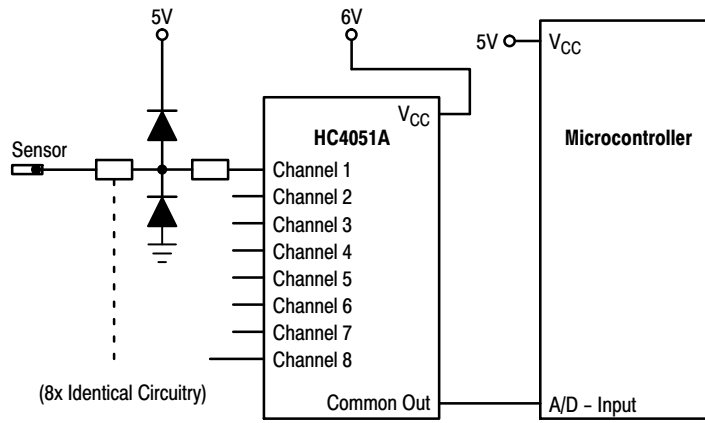 5V
6V
5V
VCC
VCC
HC4051A
Microcontroller
Sensor
Channel 1
Channel 2
Channel 3
Channel 4
Channel 5
Channel 6
Channel 7
Channel 8
(8x Identical Circuitry)
Common Out
A/D – Input